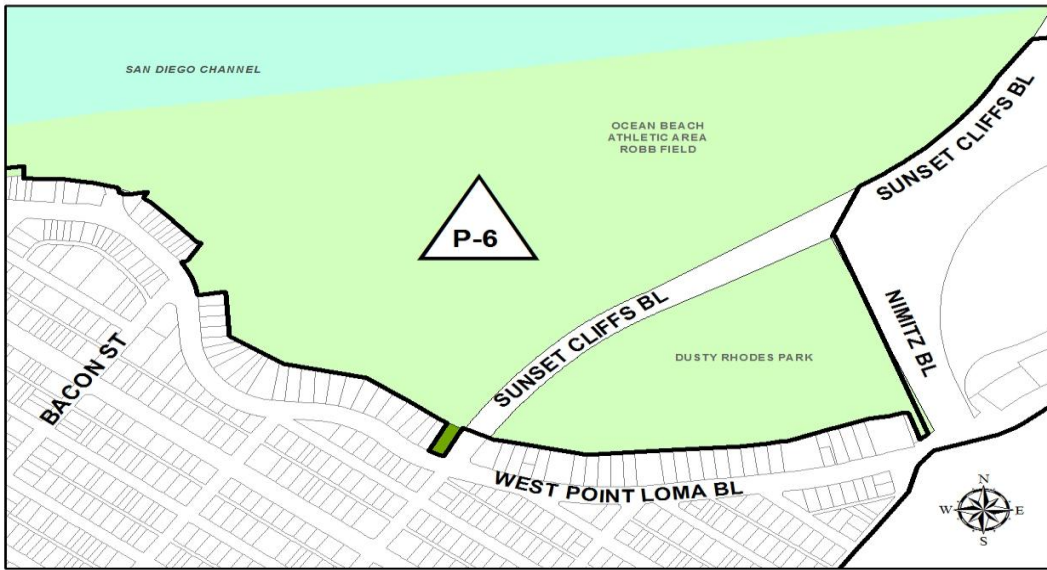 SAN DIEGO CHANNEL
OCEAN BEACH
ATHLETIC AREA
ROBB FIELD
SUNSET CLIFFS BL
P-6
SUNSET CLIFFS BL
NIMITZ BL
DUSTY RHODES PARK
BACON ST
WEST POINT LOMA BL
N
W
E
S